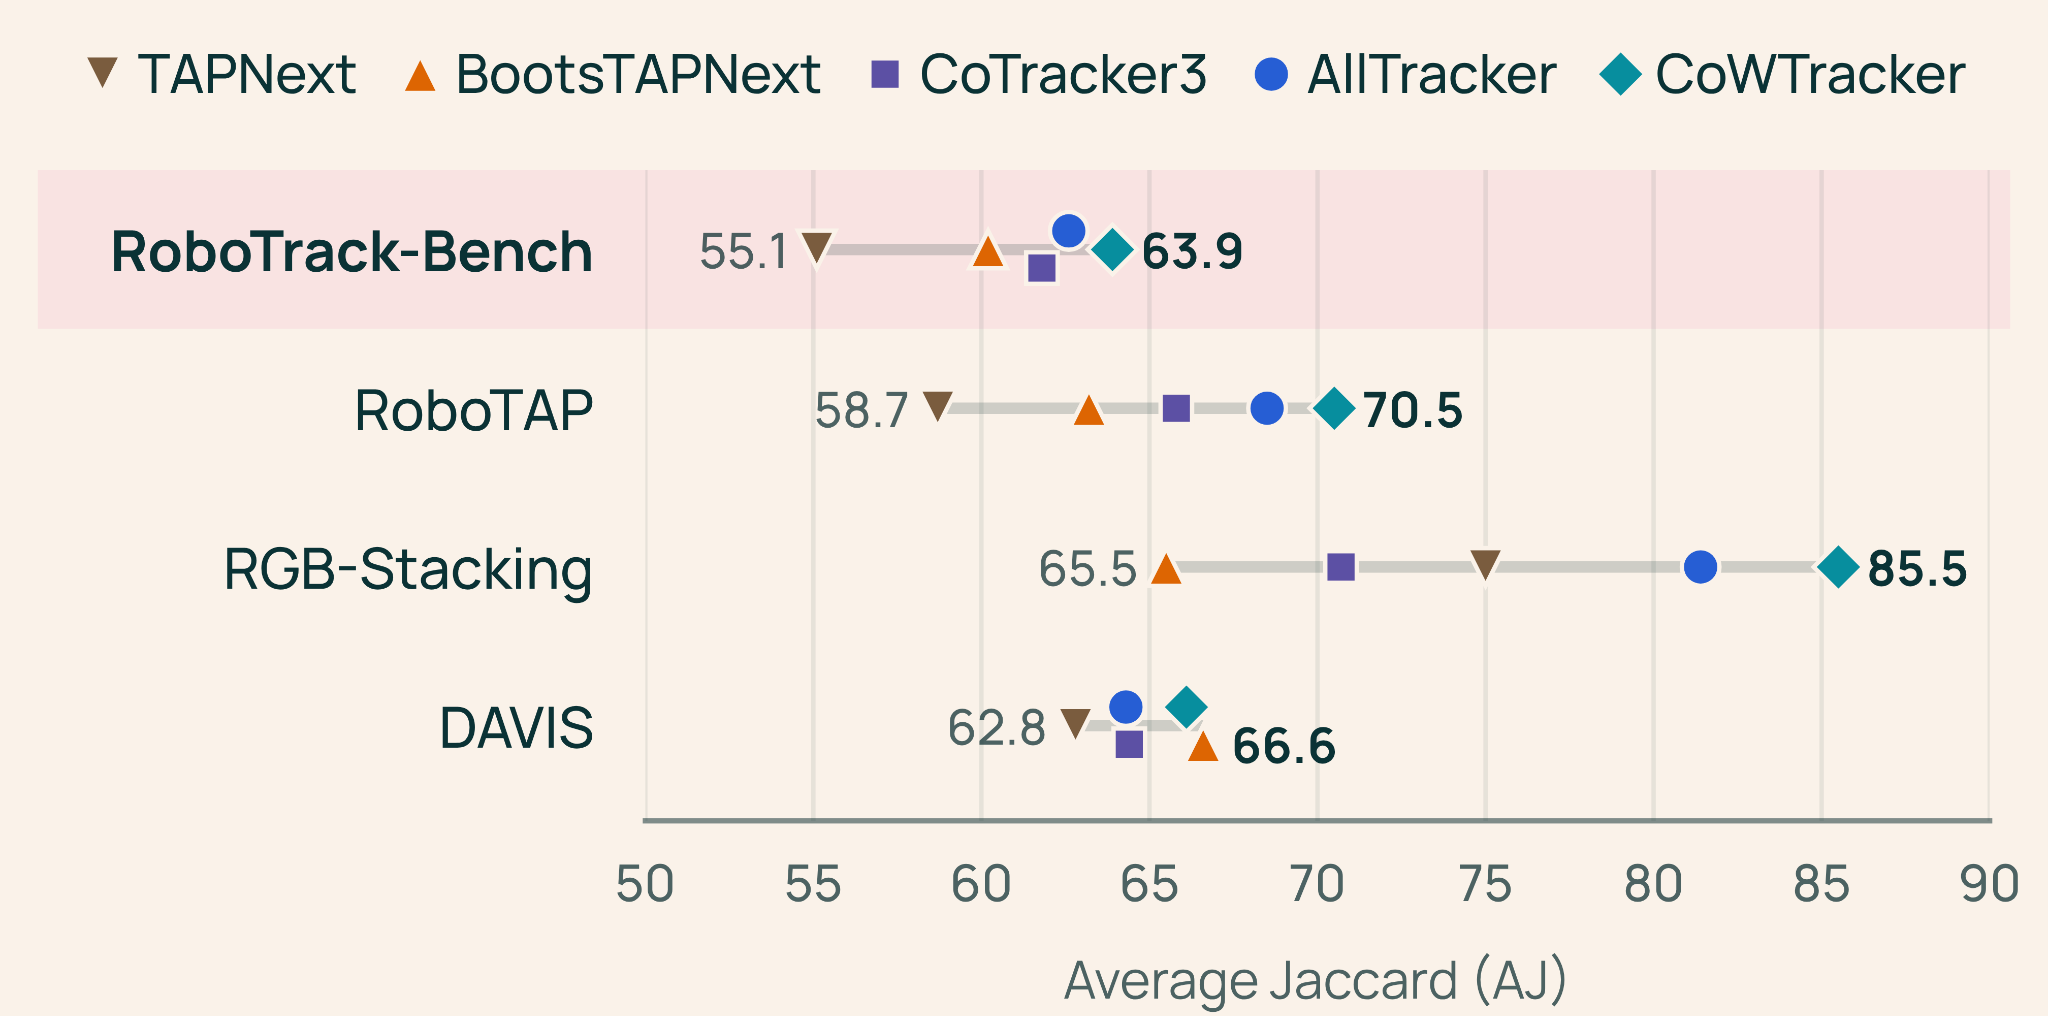 TAPNext BootsTAPNext CoTracker3 AllTracker CoWTracker
RoboTrack-Bench 55.1 63.9
RoboTAP 58.7 70.5
RGB-Stacking 65.5 85.5
DAVIS 62.8 66.6
50 55 60 65 70 75 80 85 90
Average Jaccard (AJ)